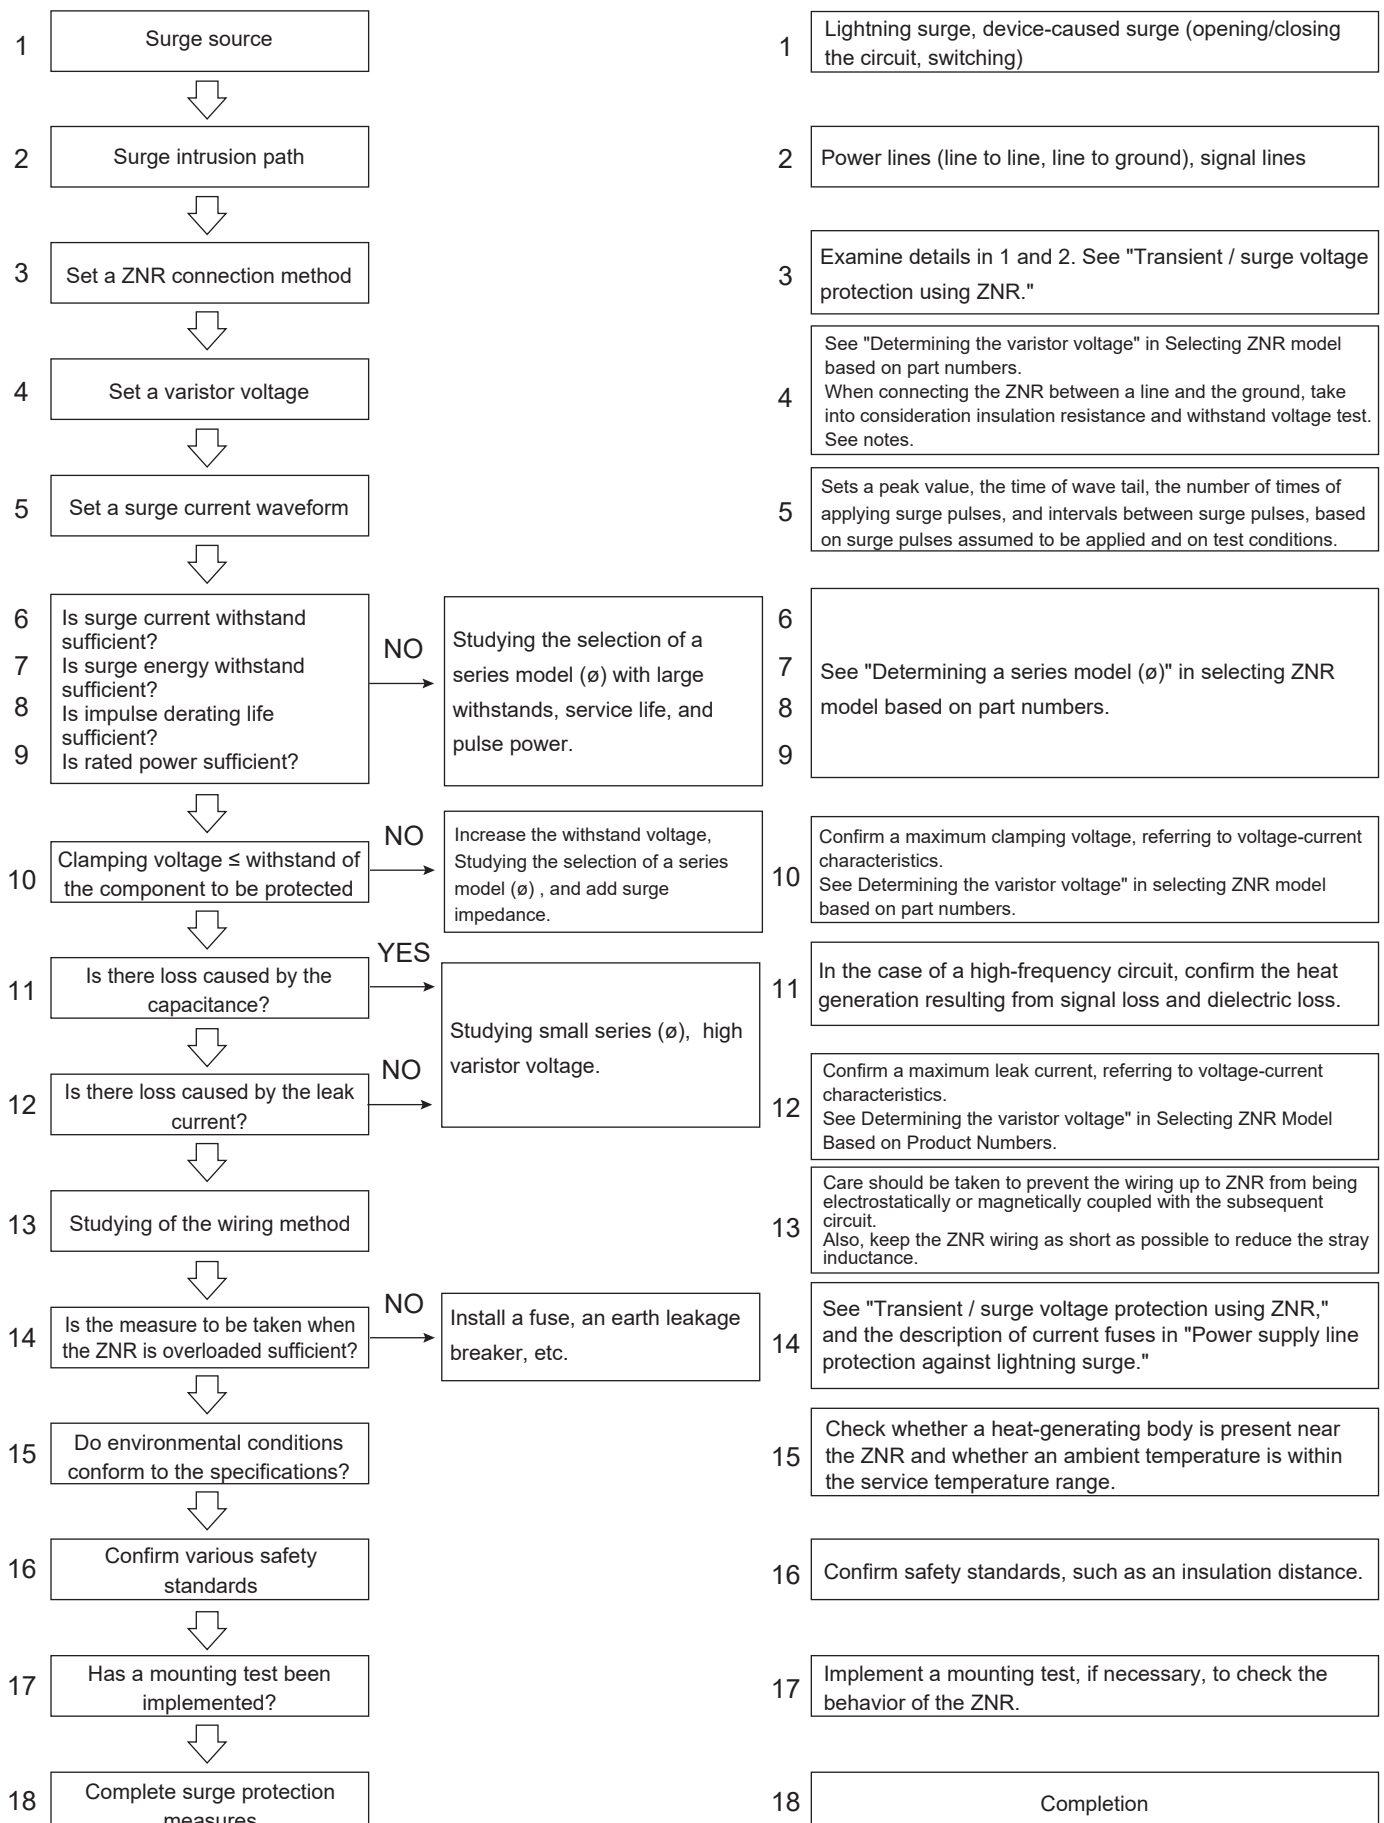 1
Surge source
1
Lightning surge, device-caused surge (opening/closing
the circuit, switching)
2
Surge intrusion path
2
Power lines (line to line, line to ground), signal lines
3
Set a ZNR connection method
3
Examine details in 1 and 2. See "Transient / surge voltage
protection using ZNR."
4
Set a varistor voltage
4
See "Determining the varistor voltage" in Selecting ZNR model
based on part numbers.
When connecting the ZNR between a line and the ground, take
into consideration insulation resistance and withstand voltage test.
See notes.
5
Set a surge current waveform
5
Sets a peak value, the time of wave tail, the number of times of
applying surge pulses, and intervals between surge pulses, based
on surge pulses assumed to be applied and on test conditions.
6
Is surge current withstand
sufficient?
7
Is surge energy withstand
sufficient?
8
Is impulse derating life
sufficient?
9
Is rated power sufficient?
NO
Studying the selection of a
series model (ø) with large
withstands, service life, and
pulse power.
6
7
8
9
See "Determining a series model (ø)" in selecting ZNR
model based on part numbers.
10
Clamping voltage ≤ withstand of
the component to be protected
NO
Increase the withstand voltage,
Studying the selection of a series
model (ø) , and add surge
impedance.
10
Confirm a maximum clamping voltage, referring to voltage-current
characteristics.
See Determining the varistor voltage" in selecting ZNR model
based on part numbers.
11
Is there loss caused by the
capacitance?
YES
Studying small series (ø), high
varistor voltage.
11
In the case of a high-frequency circuit, confirm the heat
generation resulting from signal loss and dielectric loss.
12
Is there loss caused by the leak
current?
NO
12
Confirm a maximum leak current, referring to voltage-current
characteristics.
See Determining the varistor voltage" in Selecting ZNR Model
Based on Product Numbers.
13
Studying of the wiring method
13
Care should be taken to prevent the wiring up to ZNR from being
electrostatically or magnetically coupled with the subsequent
circuit.
Also, keep the ZNR wiring as short as possible to reduce the stray
inductance.
14
Is the measure to be taken when
the ZNR is overloaded sufficient?
NO
Install a fuse, an earth leakage
breaker, etc.
14
See "Transient / surge voltage protection using ZNR,"
and the description of current fuses in "Power supply line
protection against lightning surge."
15
Do environmental conditions
conform to the specifications?
15
Check whether a heat-generating body is present near
the ZNR and whether an ambient temperature is within
the service temperature range.
16
Confirm various safety
standards
16
Confirm safety standards, such as an insulation distance.
17
Has a mounting test been
implemented?
17
Implement a mounting test, if necessary, to check the
behavior of the ZNR.
18
Complete surge protection
measures
18
Completion